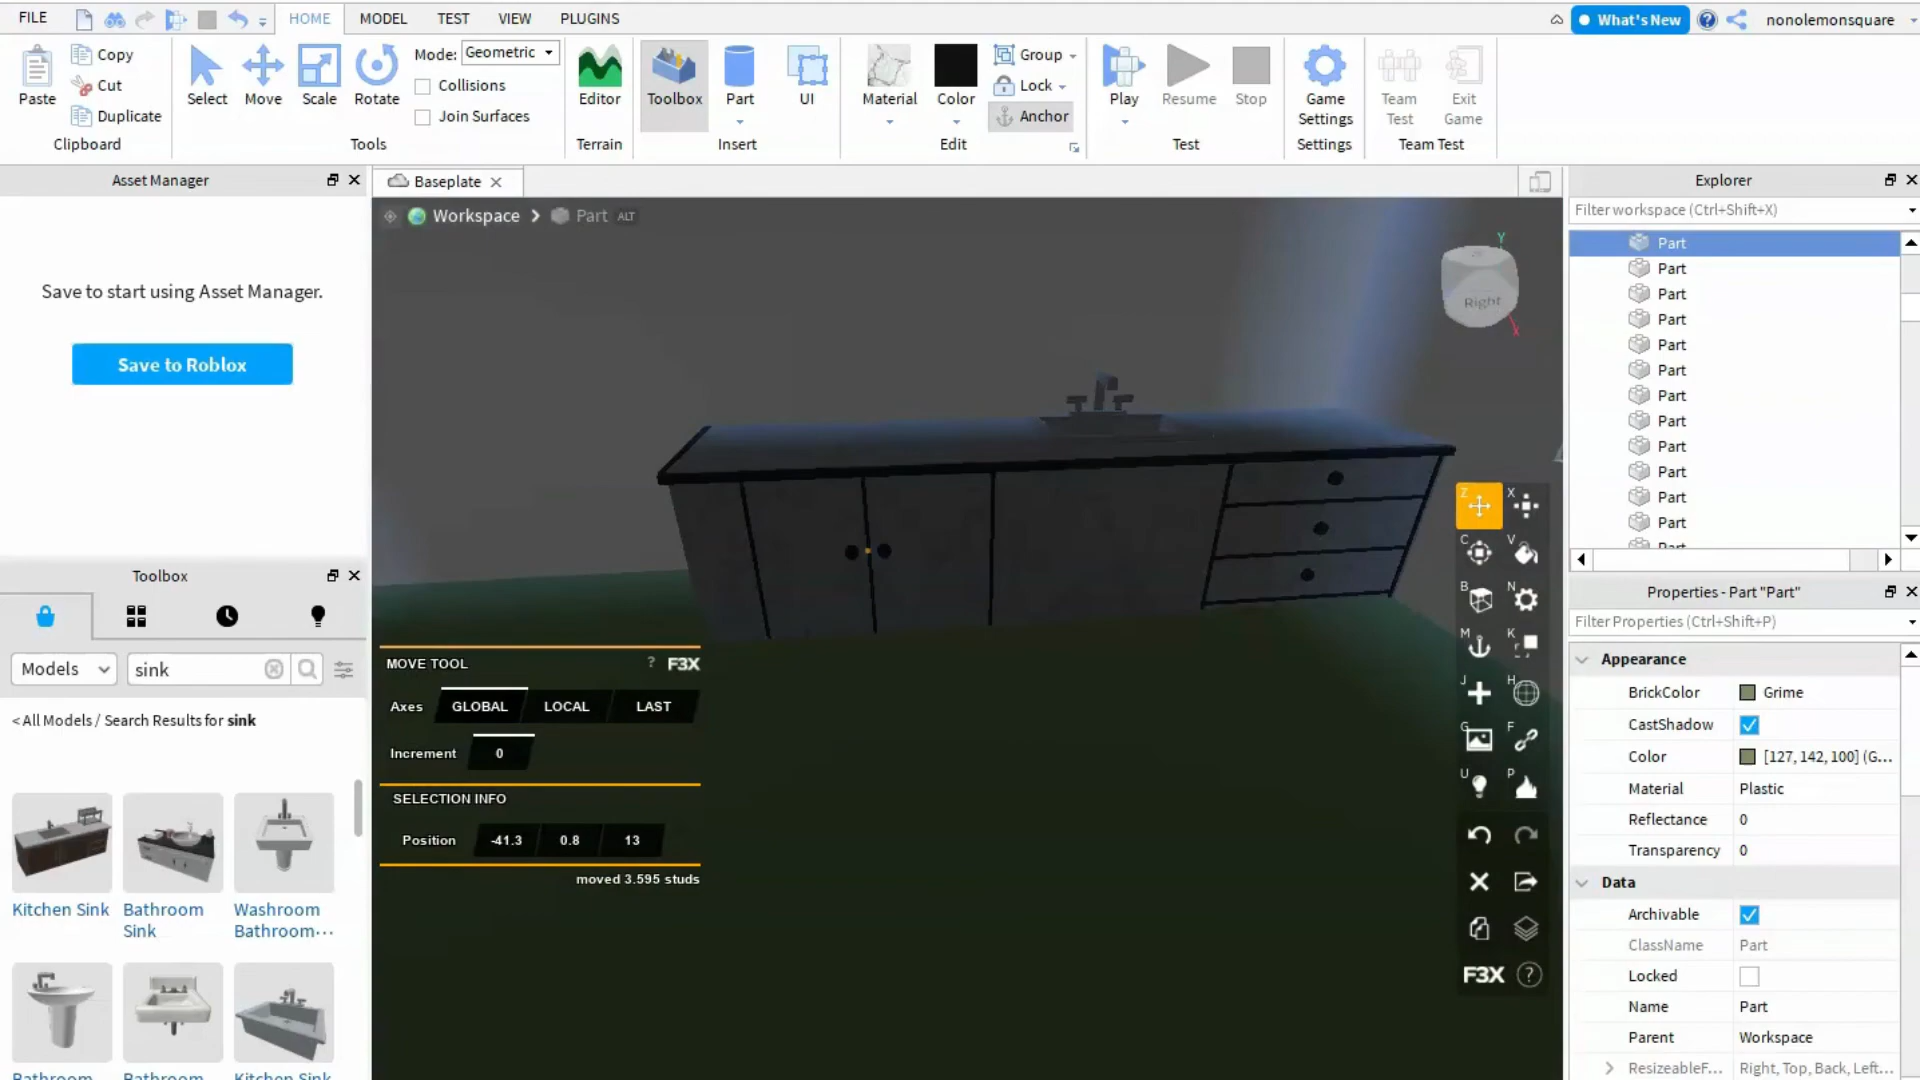 FILE HOME MODEL TEST VIEW PLUGINS What's New nonolemonsquare
Paste Copy Cut Duplicate
Clipboard
Select Move Scale Rotate
Mode: Geometric
Collisions
Join Surfaces
Tools
Editor
Terrain
Toolbox Part UI
Insert
Material Color Group Lock Anchor
Edit
Play Resume Stop
Test
Game Settings
Settings
Team Test Exit Game
Team Test
Asset Manager
Save to start using Asset Manager.
Save to Roblox
Toolbox
Models sink
< All Models / Search Results for sink
Kitchen Sink
Bathroom Sink
Washroom Bathroom...
Bathroom
Bathroom
Kitchen Sink
Baseplate
Workspace > Part ALT
Y
Right
X
MOVE TOOL ? F3X
Axes GLOBAL LOCAL LAST
Increment 0
SELECTION INFO
Position -41.3 0.8 13
moved 3.595 studs
Z X
C V
B N
M K
J H
G F
U P
F3X ?
Explorer
Filter workspace (Ctrl+Shift+X)
Part
Part
Part
Part
Part
Part
Part
Part
Part
Part
Part
Part
Part
Properties - Part "Part"
Filter Properties (Ctrl+Shift+P)
Appearance
BrickColor Grime
CastShadow
Color [127, 142, 100] (G...
Material Plastic
Reflectance 0
Transparency 0
Data
Archivable
ClassName Part
Locked
Name Part
Parent Workspace
ResizeableF... Right, Top, Back, Left...